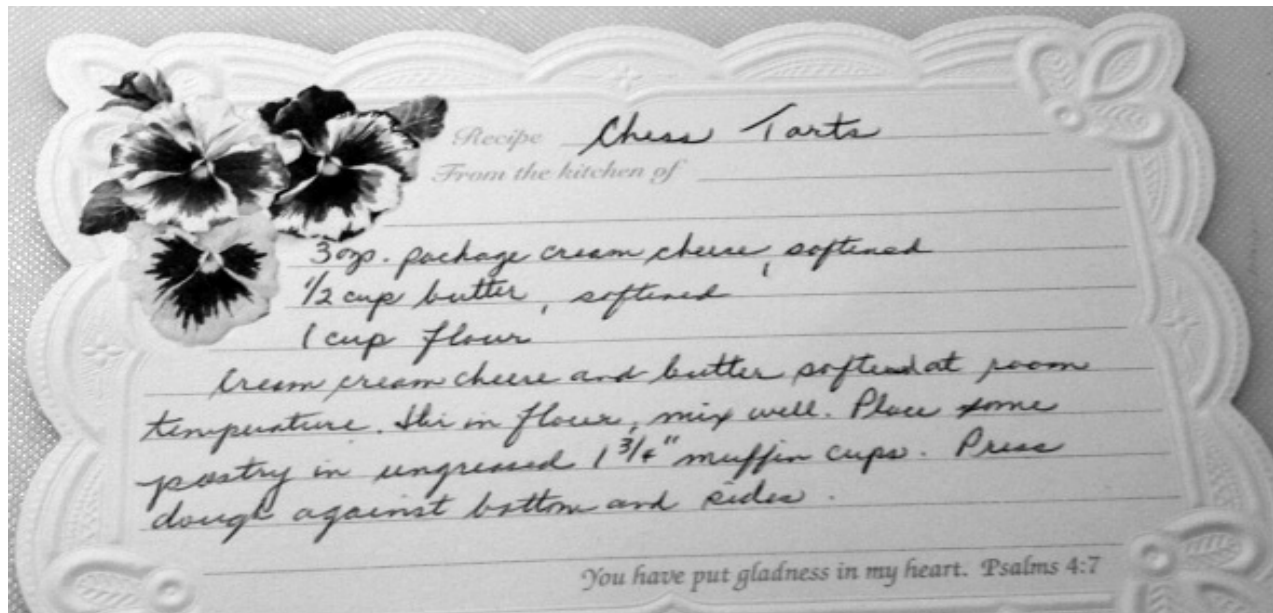 Recipe Chess Tarts
From the kitchen of
3 oz. package cream cheese, softened
1/2 cup butter, softened
1 cup flour
Cream cream cheese and butter softened at room
temperature. Stir in flour, mix well. Place some
pastry in ungreased 1 3/4" muffin cups. Press
dough against bottom and sides.
You have put gladness in my heart. Psalms 4:7